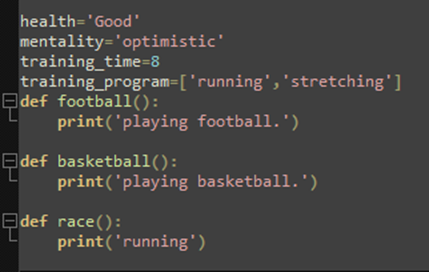 health='Good'
mentality='optimistic'
training_time=8
training_program=['running','stretching']
def football():
    print('playing football.')
def basketball():
    print('playing basketball.')
def race():
    print('running')